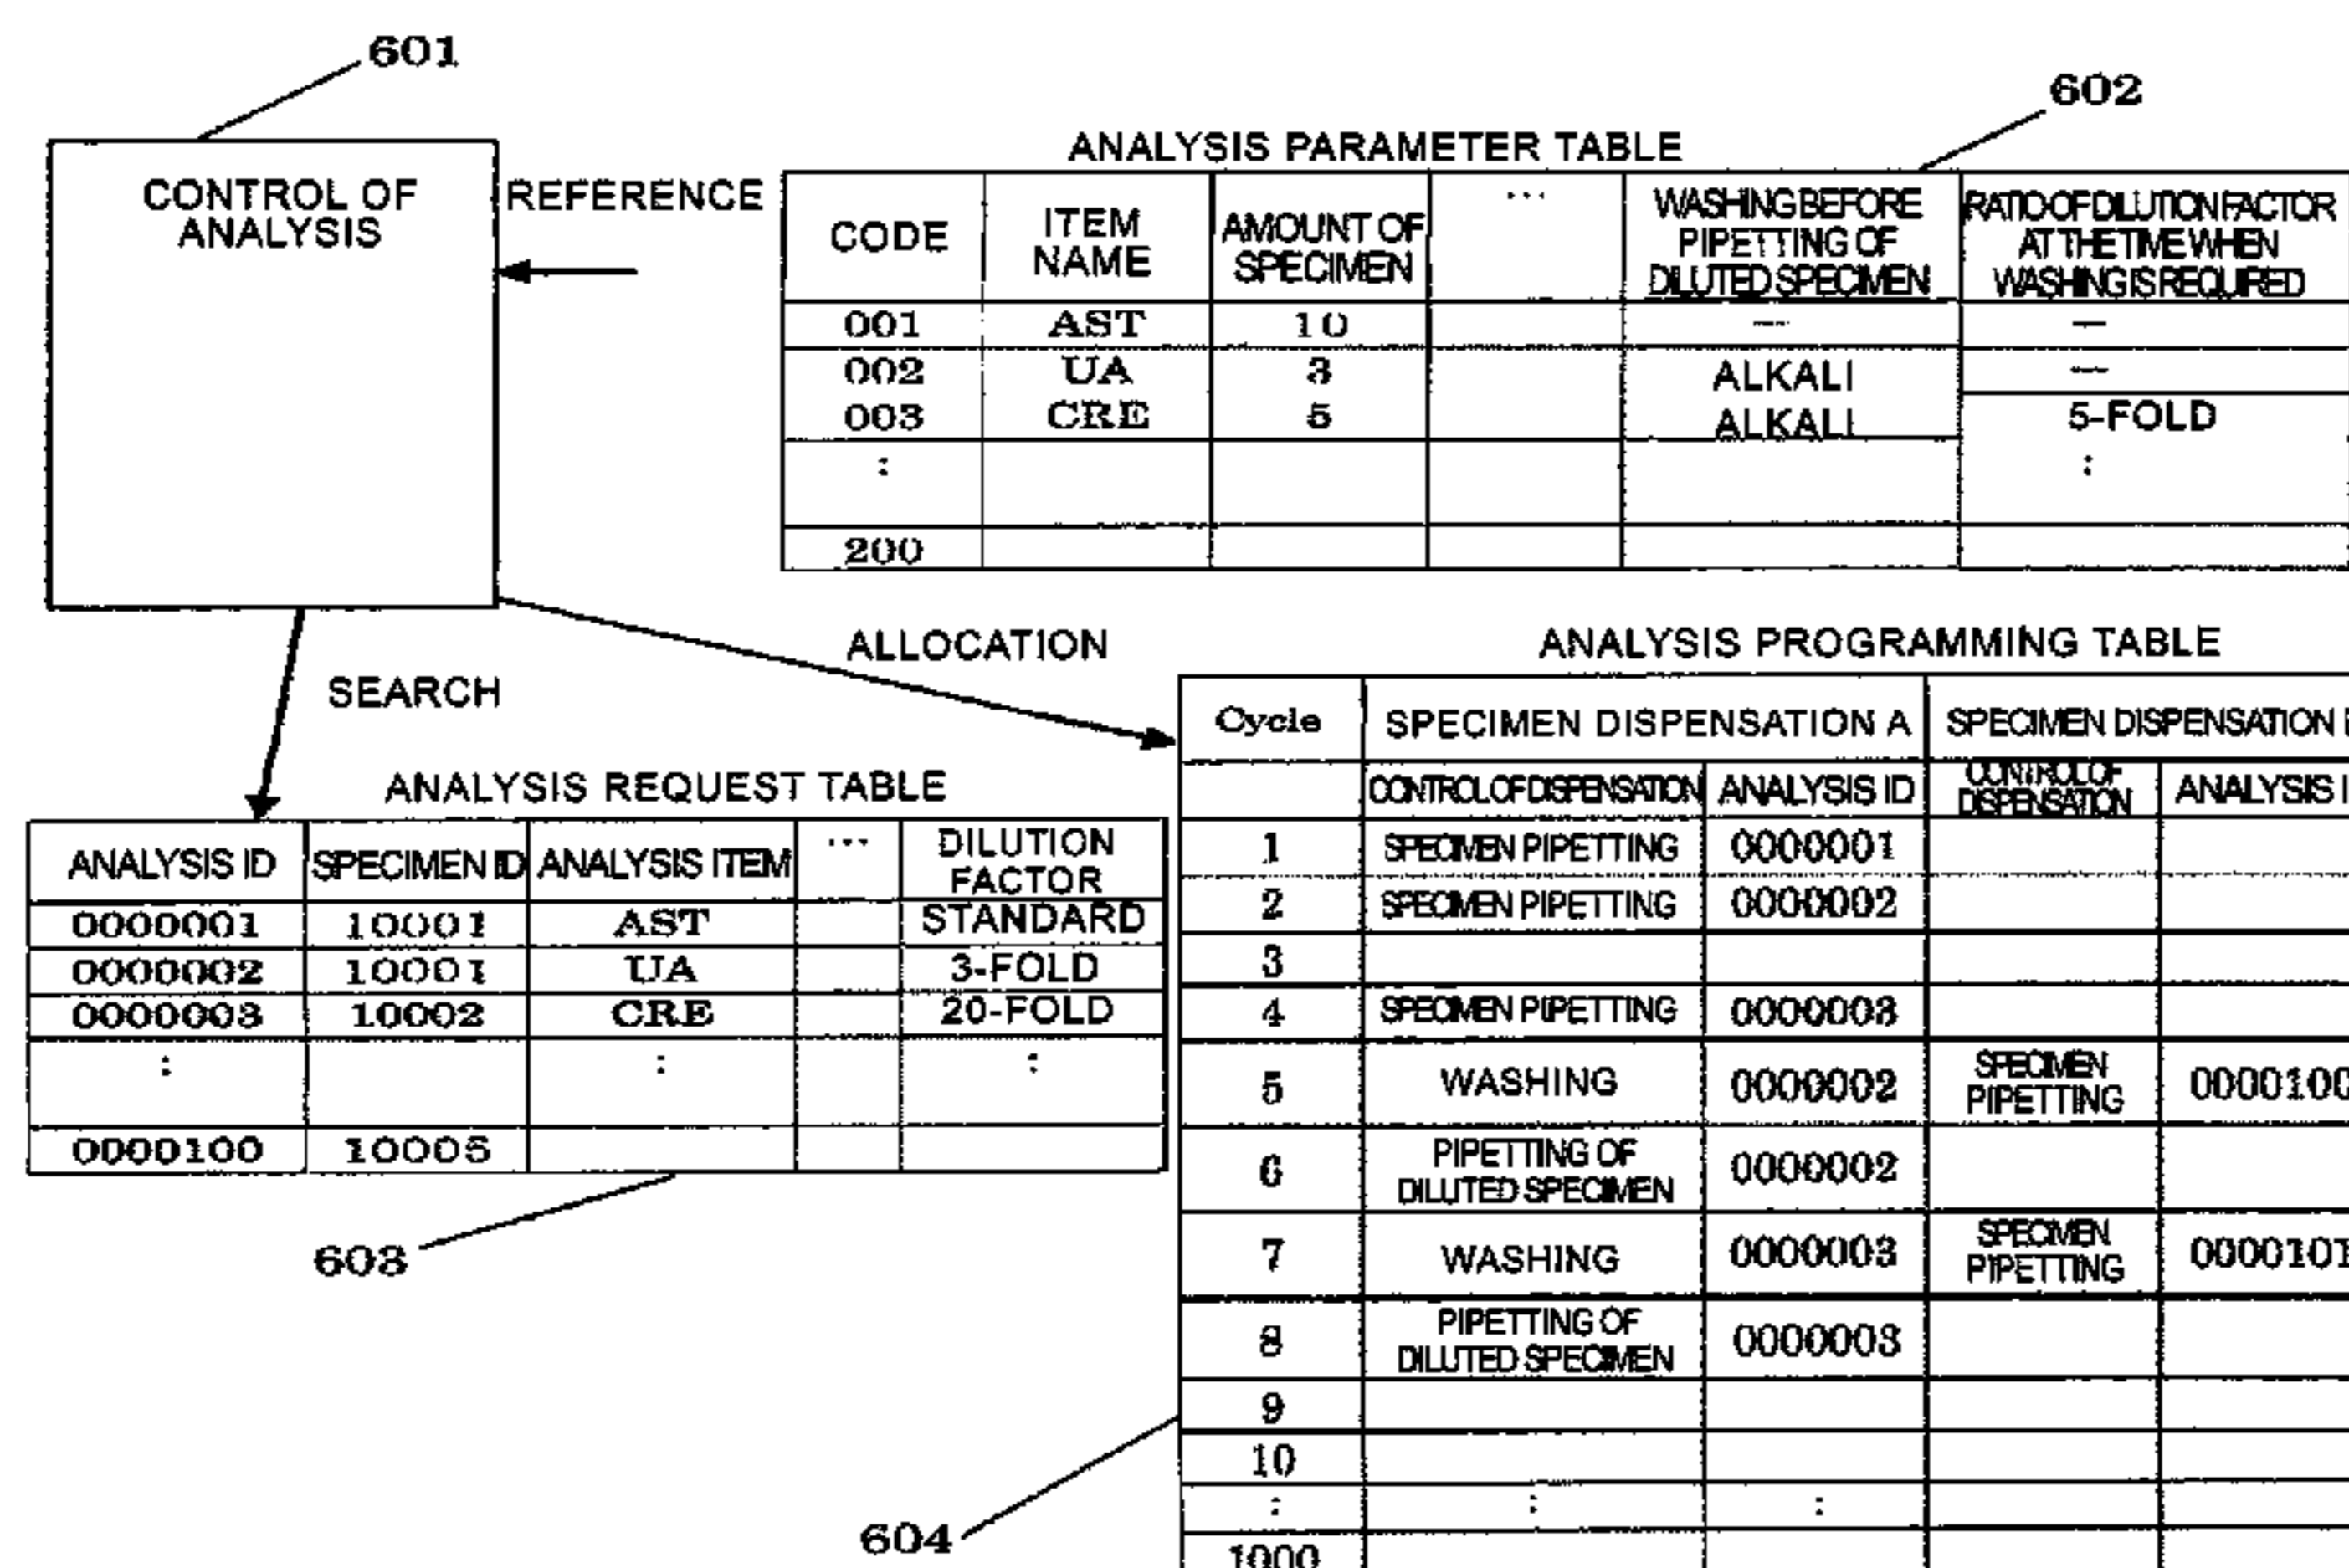 601
602
CONTROL OF
ANALYSIS
REFERENCE
ANALYSIS PARAMETER TABLE
CODE
ITEM
NAME
AMOUNT OF
SPECIMEN
...
WASHING BEFORE
PIPETTING OF
DILUTED SPECIMEN
RATIO OF DILUTION FACTOR
AT THE TIME WHEN
WASHING IS REQUIRED
001 AST 10 — —
002 UA 3 ALKALI —
003 CRE 5 ALKALI 5-FOLD
: :
200
SEARCH
ALLOCATION
ANALYSIS REQUEST TABLE
ANALYSIS ID SPECIMEN ID ANALYSIS ITEM ... DILUTION
FACTOR
0000001 10001 AST STANDARD
0000002 10001 UA 3-FOLD
0000003 10002 CRE 20-FOLD
: : :
0000100 10005
603
ANALYSIS PROGRAMMING TABLE
Cycle SPECIMEN DISPENSATION A SPECIMEN DISPENSATION
CONTROL OF DISPENSATION ANALYSIS ID CONTROL OF
DISPENSATION
ANALYSIS I
1 SPECIMEN PIPETTING 0000001
2 SPECIMEN PIPETTING 0000002
3
4 SPECIMEN PIPETTING 0000003
5 WASHING 0000002 SPECIMEN
PIPETTING
0000100
6 PIPETTING OF
DILUTED SPECIMEN
0000002
7 WASHING 0000003 SPECIMEN
PIPETTING
0000101
8 PIPETTING OF
DILUTED SPECIMEN
0000003
9
10
: : :
1000
604